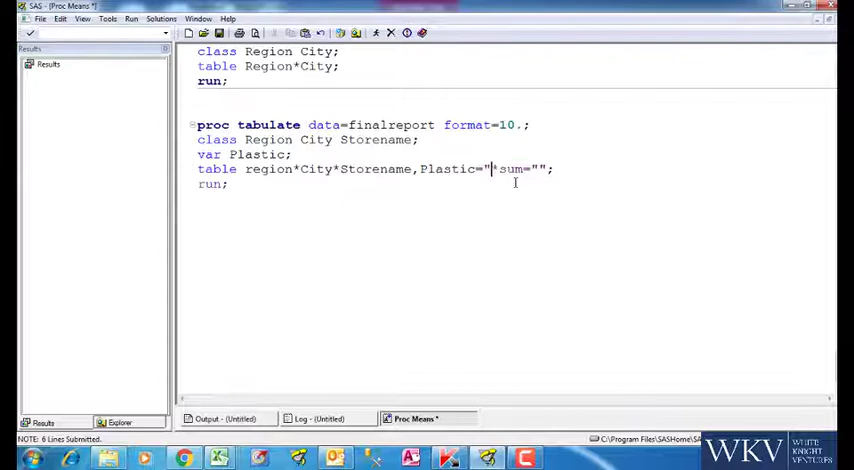 SAS - [Proc Means *]
File Edit View Tools Run Solutions Window Help
Results
Results
class Region City;
table Region*City;
run;
proc tabulate data=finalreport format=10.;
class Region City Storename;
var Plastic;
table region*City*Storename,Plastic="*sum="";
run;
Results
Explorer
Output - (Untitled)
Log - (Untitled)
Proc Means *
NOTE: 6 Lines Submitted.
C:\Program Files\SASHome\SAS
WKV
WHITE
KNIGHT
VENTURES